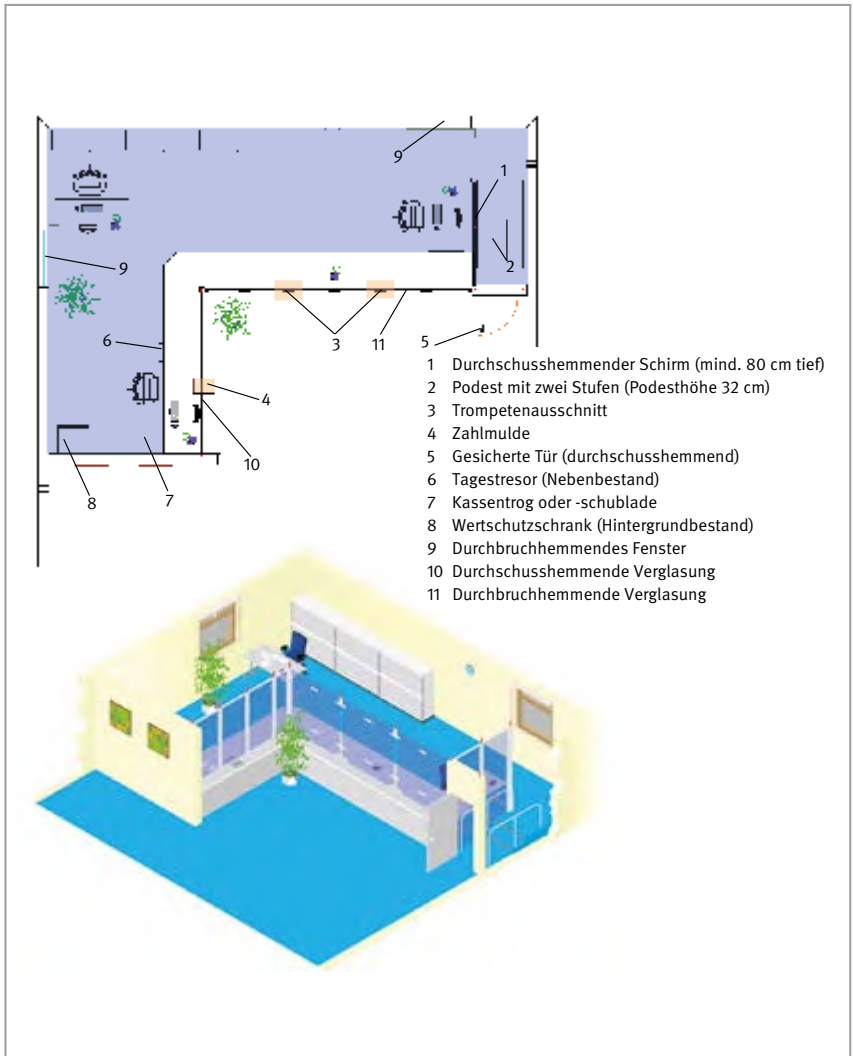 9
1
2
9
6
3
11
5
4
10
8
7
1 Durchschusshemmender Schirm (mind. 80 cm tief)
2 Podest mit zwei Stufen (Podesthöhe 32 cm)
3 Trompetenausschnitt
4 Zahlmulde
5 Gesicherte Tür (durchschusshemmend)
6 Tagestresor (Nebenbestand)
7 Kassentrog oder -schublade
8 Wertschutzschrank (Hintergrundbestand)
9 Durchbruchhemmendes Fenster
10 Durchschusshemmende Verglasung
11 Durchbruchhemmende Verglasung